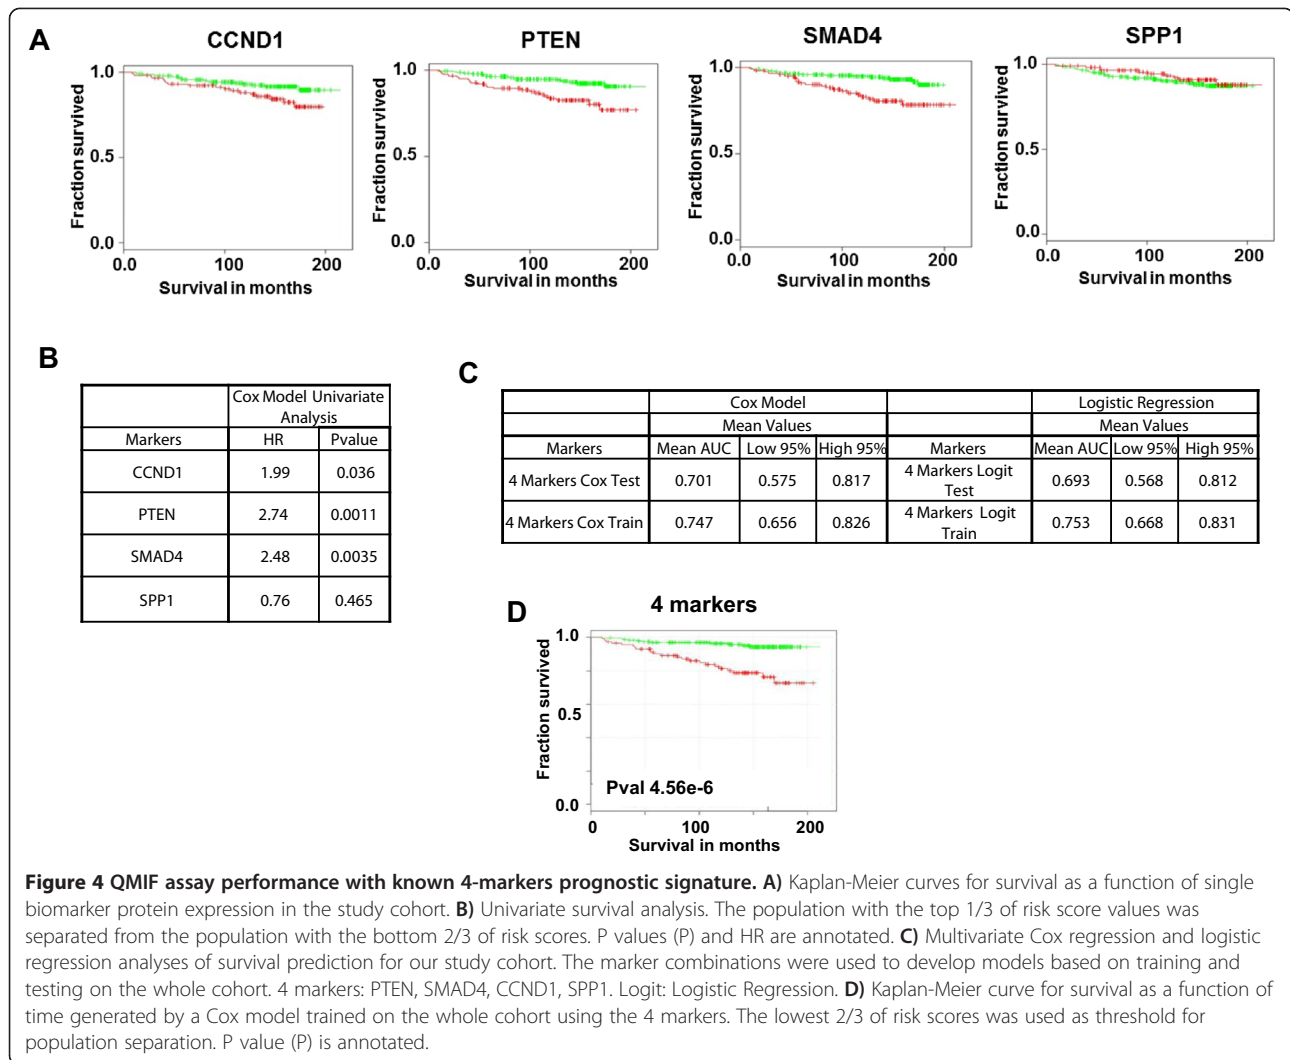 A
CCND1
PTEN
SMAD4
SPP1
Fraction survived
1.0
0.5
0.0
0.0 100 200
Survival in months
Fraction survived
1.0
0.5
0.0
0.0 100 200
Survival in months
Fraction survived
1.0
0.5
0.0
0.0 100 200
Survival in months
Fraction survived
1.0
0.5
0.0
0.0 100 200
Survival in months
B
Cox Model Univariate
Analysis
Markers HR Pvalue
CCND1 1.99 0.036
PTEN 2.74 0.0011
SMAD4 2.48 0.0035
SPP1 0.76 0.465
C
Cox Model Logistic Regression
Mean Values Mean Values
Markers Mean AUC Low 95% High 95% Markers Mean AUC Low 95% High 95%
4 Markers Cox Test 0.701 0.575 0.817 4 Markers Logit Test 0.693 0.568 0.812
4 Markers Cox Train 0.747 0.656 0.826 4 Markers Logit Train 0.753 0.668 0.831
D
4 markers
Fraction survived
1.0
0.5
0.0
Pval 4.56e-6
0 100 200
Survival in months
Figure 4 QMIF assay performance with known 4-markers prognostic signature. A) Kaplan-Meier curves for survival as a function of single
biomarker protein expression in the study cohort. B) Univariate survival analysis. The population with the top 1/3 of risk score values was
separated from the population with the bottom 2/3 of risk scores. P values (P) and HR are annotated. C) Multivariate Cox regression and logistic
regression analyses of survival prediction for our study cohort. The marker combinations were used to develop models based on training and
testing on the whole cohort. 4 markers: PTEN, SMAD4, CCND1, SPP1. Logit: Logistic Regression. D) Kaplan-Meier curve for survival as a function of
time generated by a Cox model trained on the whole cohort using the 4 markers. The lowest 2/3 of risk scores was used as threshold for
population separation. P value (P) is annotated.